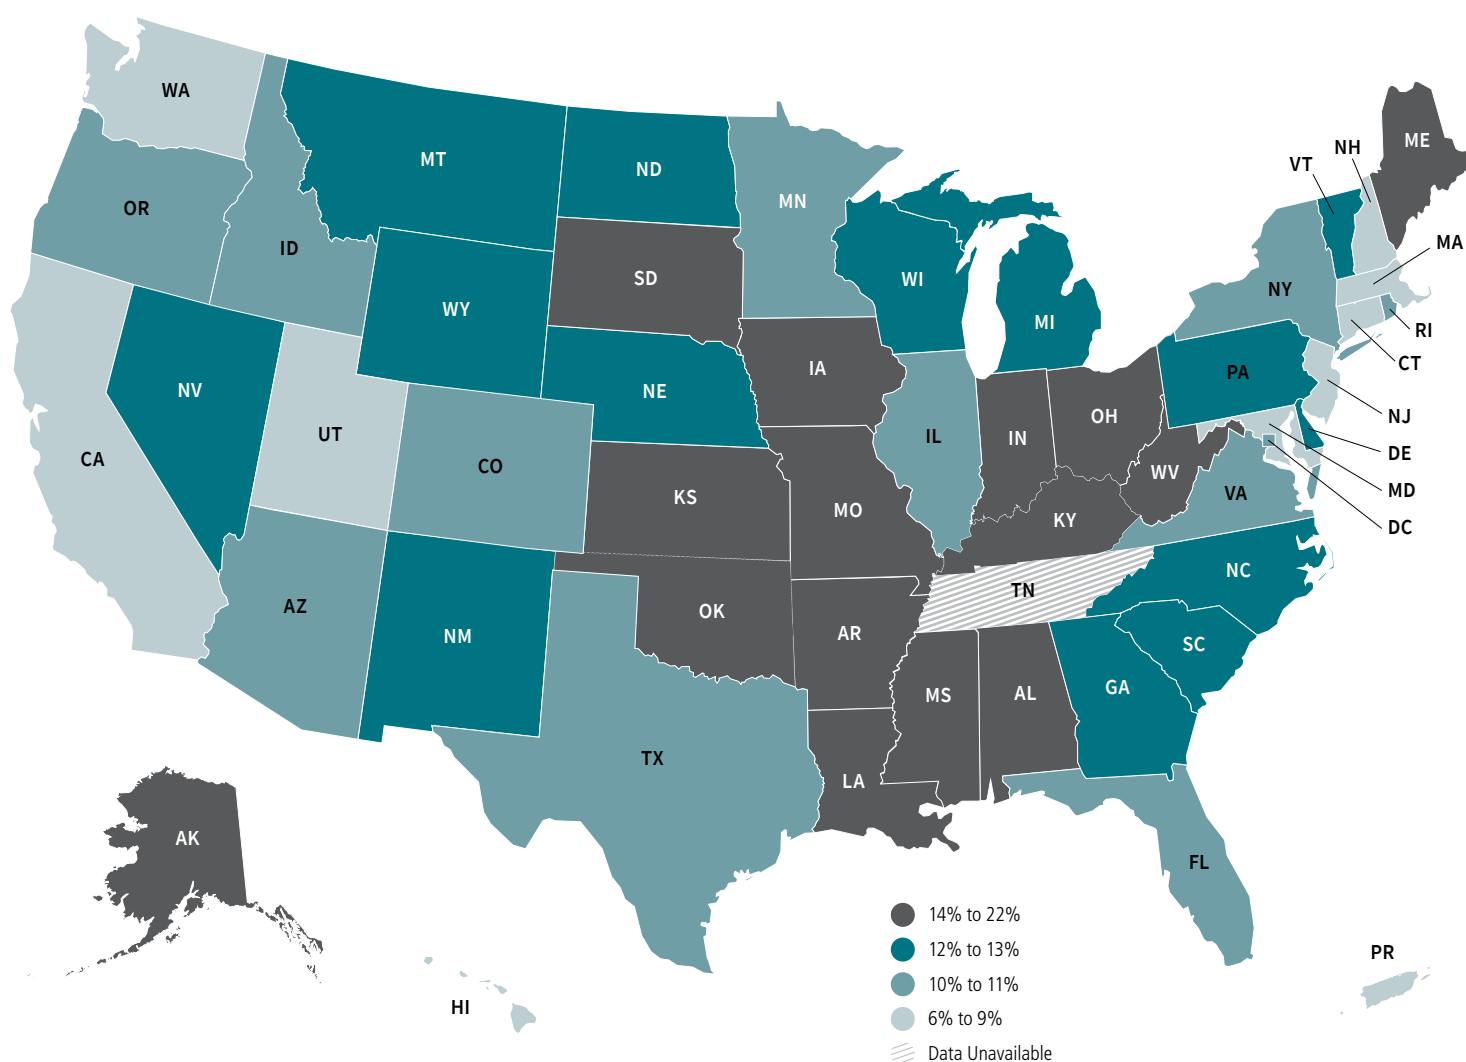 WA
ME
NH
MT
VT
ND
MN
OR
MA
ID
SD
WI
NY
WY
MI
RI
CT
IA
PA
NV
NE
NJ
OH
UT
IL
IN
DE
CA
CO
WV
MD
KS
VA
MO
KY
DC
NC
TN
AZ
OK
AR
NM
SC
GA
MS
AL
TX
LA
AK
FL
14% to 22%
12% to 13%
PR
10% to 11%
HI
6% to 9%
Data Unavailable